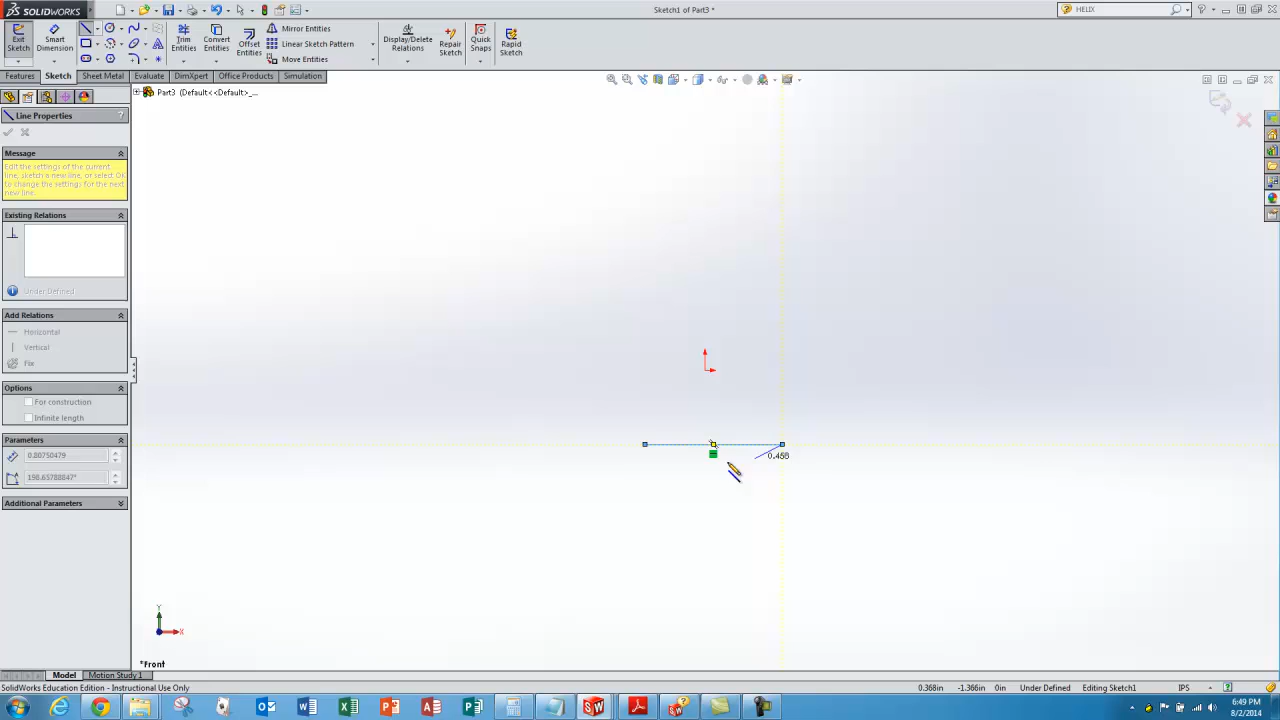 SOLIDWORKS
Sketch1 of Part3 *
HELIX
Exit Sketch
Smart Dimension
Trim Entities
Convert Entities
Offset Entities
Mirror Entities
Linear Sketch Pattern
Move Entities
Display/Delete Relations
Repair Sketch
Quick Snaps
Rapid Sketch
Features
Sketch
Sheet Metal
Evaluate
DimXpert
Office Products
Simulation
Part3 (Default<<Default>_...
Line Properties
?
Message
Edit the settings of the current
line, sketch a new line, or select OK
to change the settings for the next
new line.
Existing Relations
Under Defined
Add Relations
Horizontal
Vertical
Fix
Options
For construction
Infinite length
Parameters
0.80750479
198.65788847°
Additional Parameters
0.458
Y
X
*Front
Model
Motion Study 1
SolidWorks Education Edition - Instructional Use Only
0.368in
-1.366in
0in
Under Defined
Editing Sketch1
IPS
6:49 PM
8/2/2014